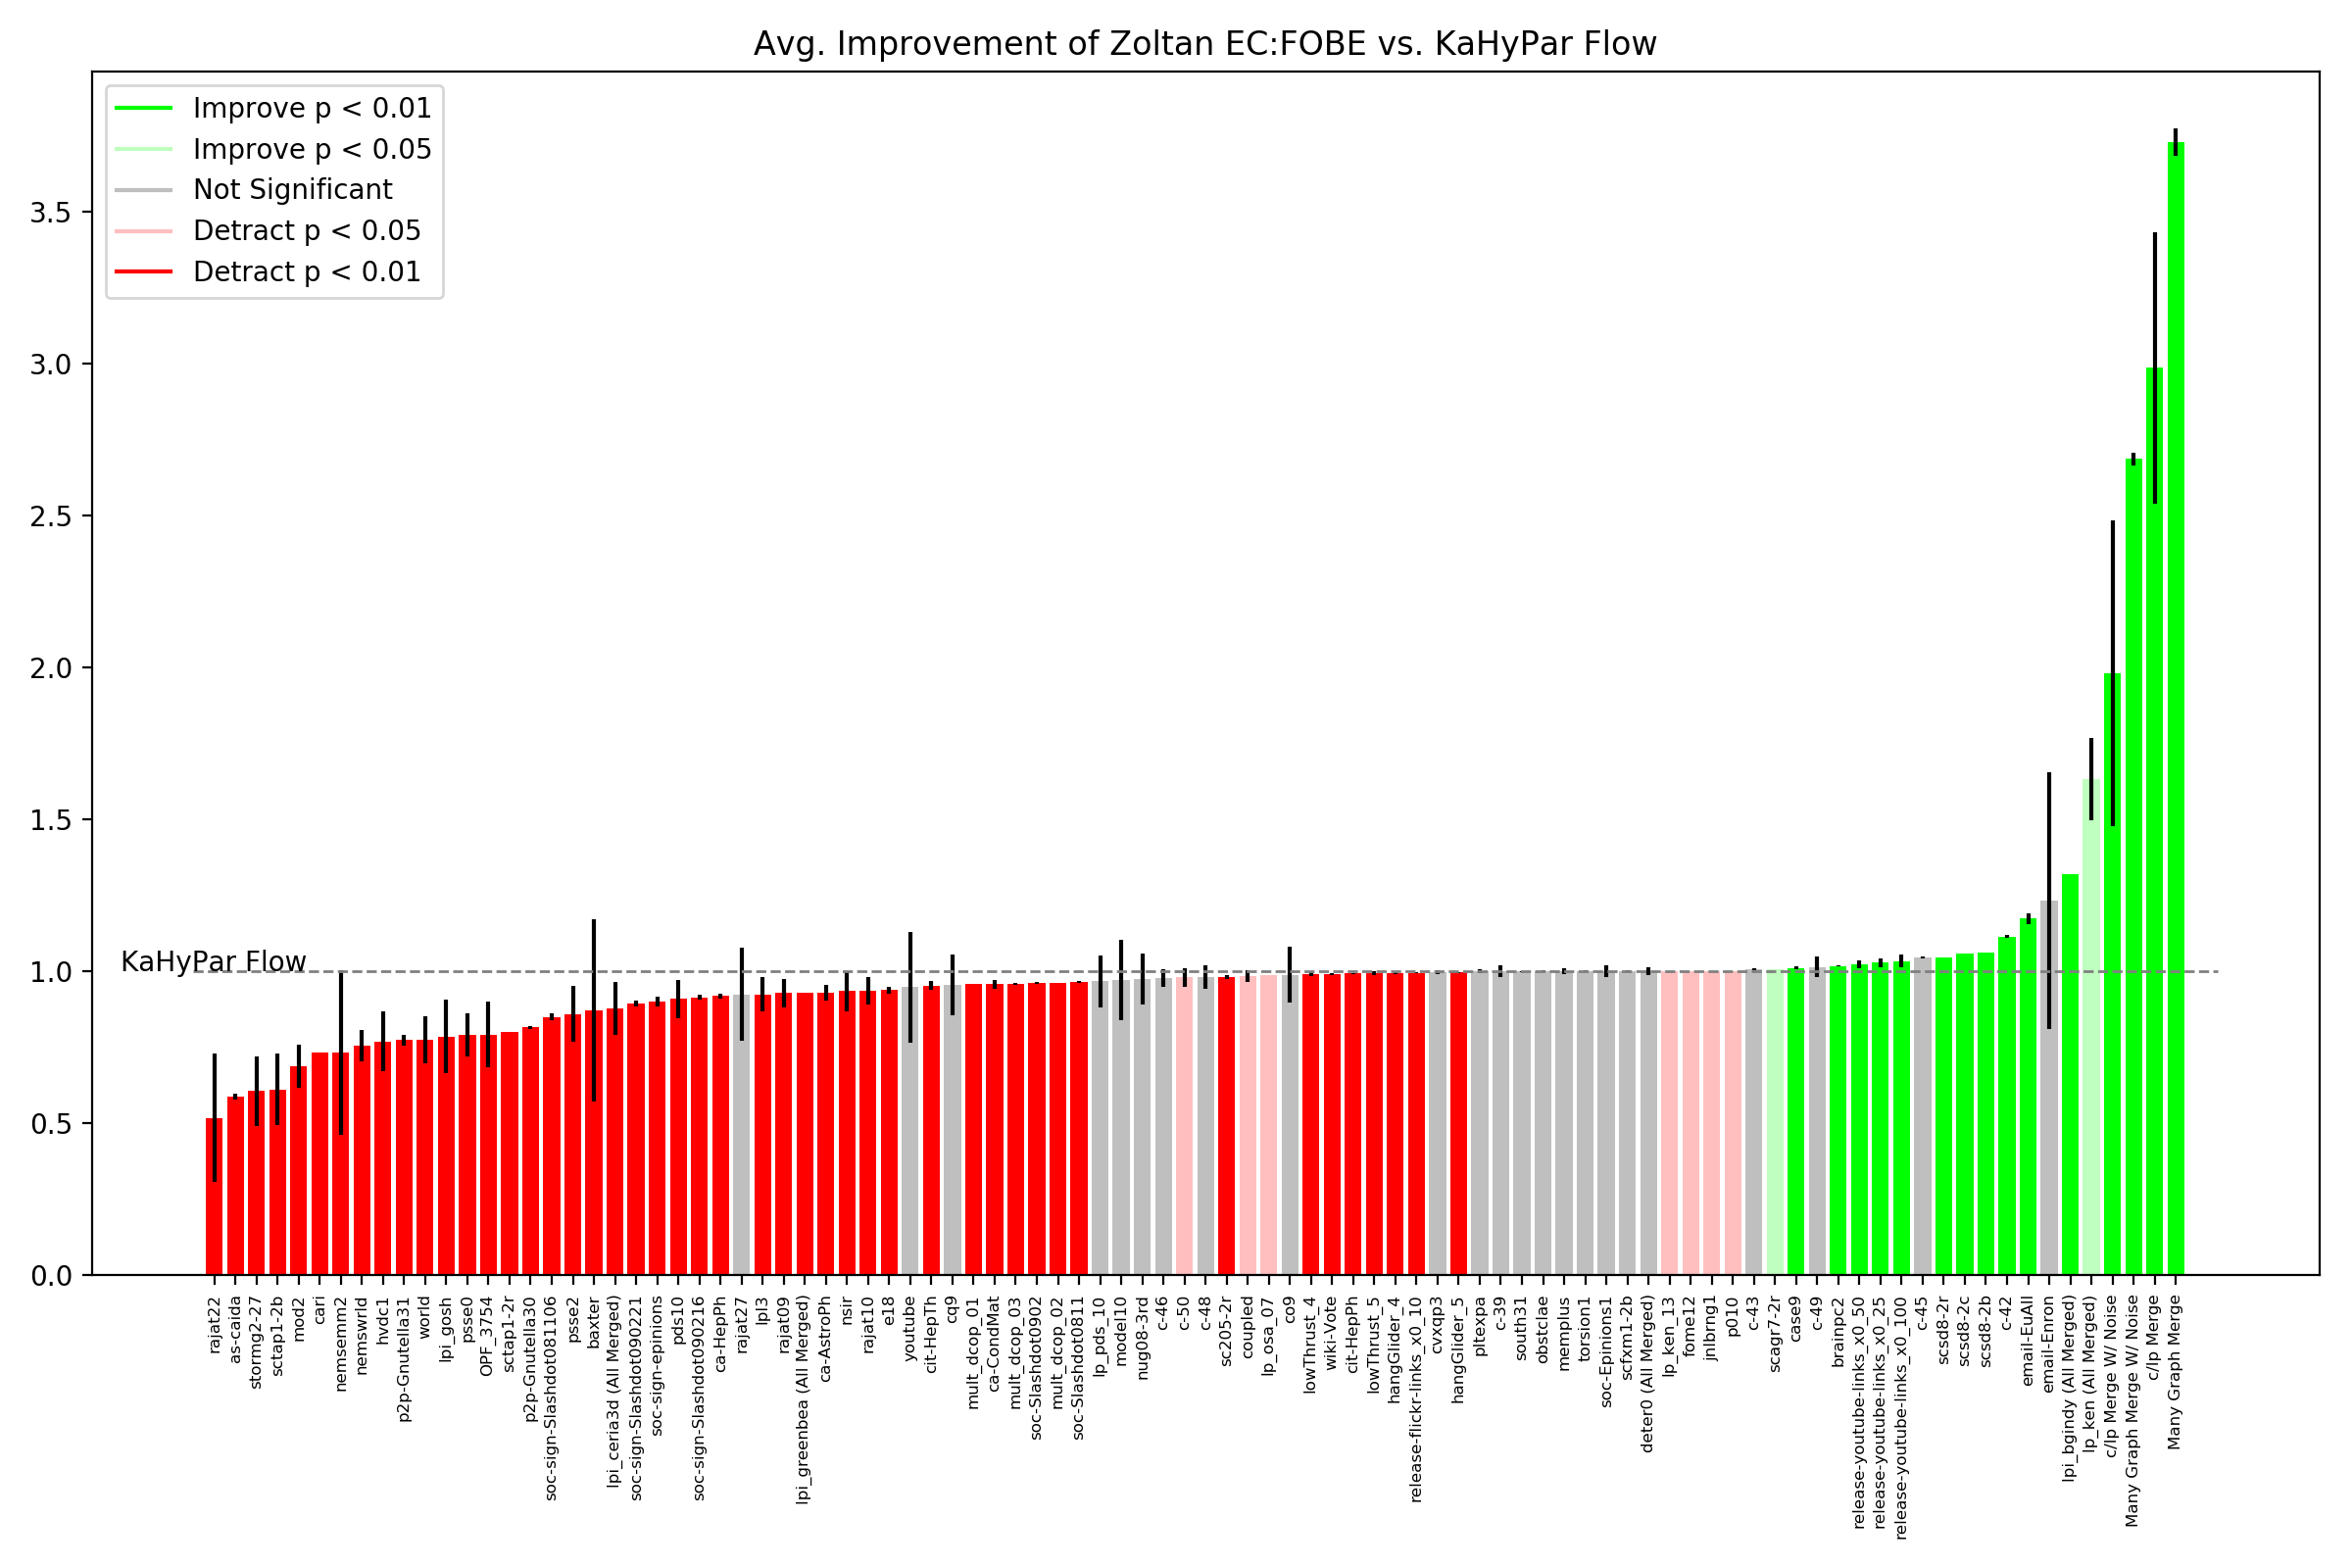 Avg. Improvement of Zoltan EC:FOBE vs. KaHyPar Flow
Improve p < 0.01
Improve p < 0.05
Not Significant
Detract p < 0.05
Detract p < 0.01
3.5
3.0
2.5
2.0
1.5
1.0
0.5
0.0
KaHyPar Flow
rajat22
as-caida
stormg2-27
sctap1-2b
mod2
cari
nemsemm2
nemswrld
hvdc1
p2p-Gnutella31
world
lpi_gosh
psse0
OPF_3754
sctap1-2r
p2p-Gnutella30
soc-sign-Slashdot081106
psse2
baxter
lpi_ceria3d (All Merged)
soc-sign-Slashdot090221
soc-sign-epinions
pds10
soc-sign-Slashdot090216
ca-HepPh
rajat27
lpl3
rajat09
lpi_greenbea (All Merged)
ca-AstroPh
nsir
rajat10
e18
youtube
cit-HepTh
cq9
mult_dcop_01
ca-CondMat
mult_dcop_03
soc-Slashdot0902
mult_dcop_02
soc-Slashdot0811
lp_pds_10
model10
nug08-3rd
c-46
c-50
c-48
sc205-2r
coupled
lp_osa_07
co9
lowThrust_4
wiki-Vote
cit-HepPh
lowThrust_5
hangGlider_4
release-flickr-links_x0_10
cvxqp3
hangGlider_5
pltexpa
c-39
south31
obstclae
memplus
torsion1
soc-Epinions1
scfxm1-2b
deter0 (All Merged)
lp_ken_13
fome12
jnlbrng1
p010
c-43
scagr7-2r
case9
c-49
brainpc2
release-youtube-links_x0_50
release-youtube-links_x0_25
release-youtube-links_x0_100
c-45
scsd8-2r
scsd8-2c
scsd8-2b
c-42
email-EuAll
email-Enron
lpi_bgindy (All Merged)
lp_ken (All Merged)
c/lp Merge W/ Noise
Many Graph Merge W/ Noise
c/lp Merge
Many Graph Merge